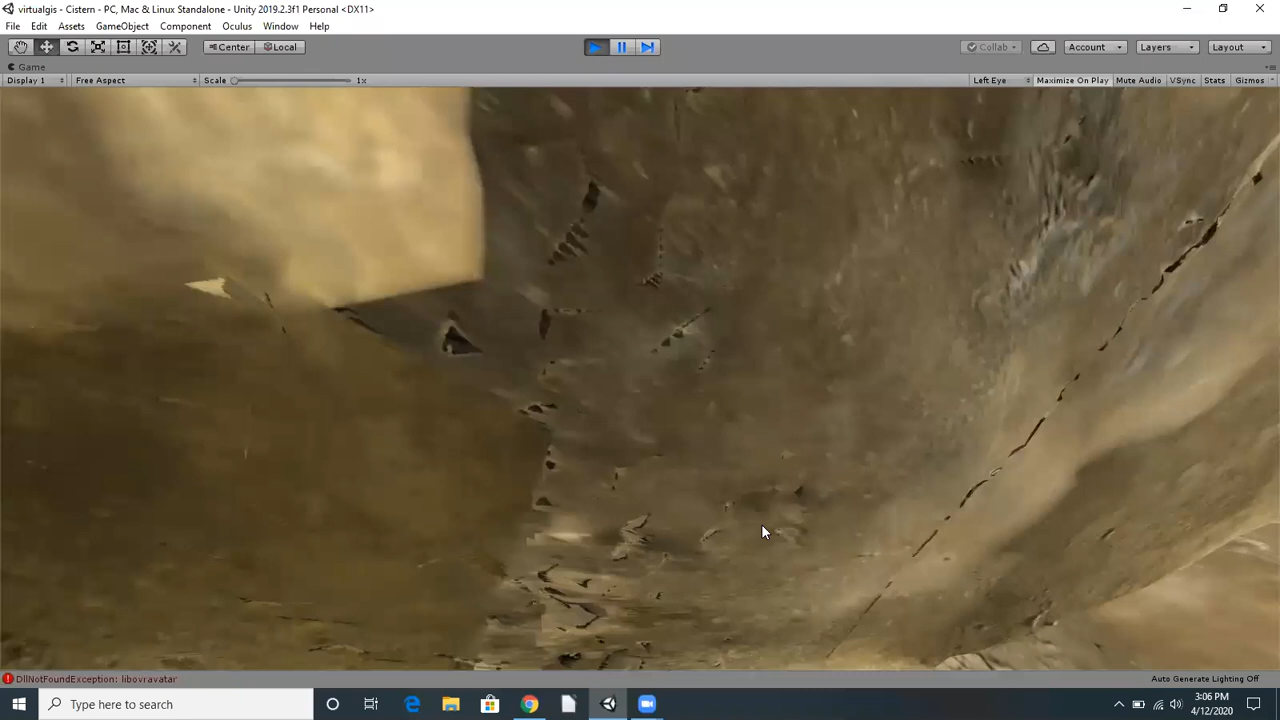 virtualgis - Cistern - PC, Mac & Linux Standalone - Unity 2019.2.3f1 Personal <DX11>
File Edit Assets GameObject Component Oculus Window Help
Center Local Collab Account Layers Layout
Game
Display 1 Free Aspect Scale 1x Left Eye Maximize On Play Mute Audio VSync Stats Gizmos
DllNotFoundException: libovravatar Auto Generate Lighting Off
Type here to search
3:06 PM
4/12/2020